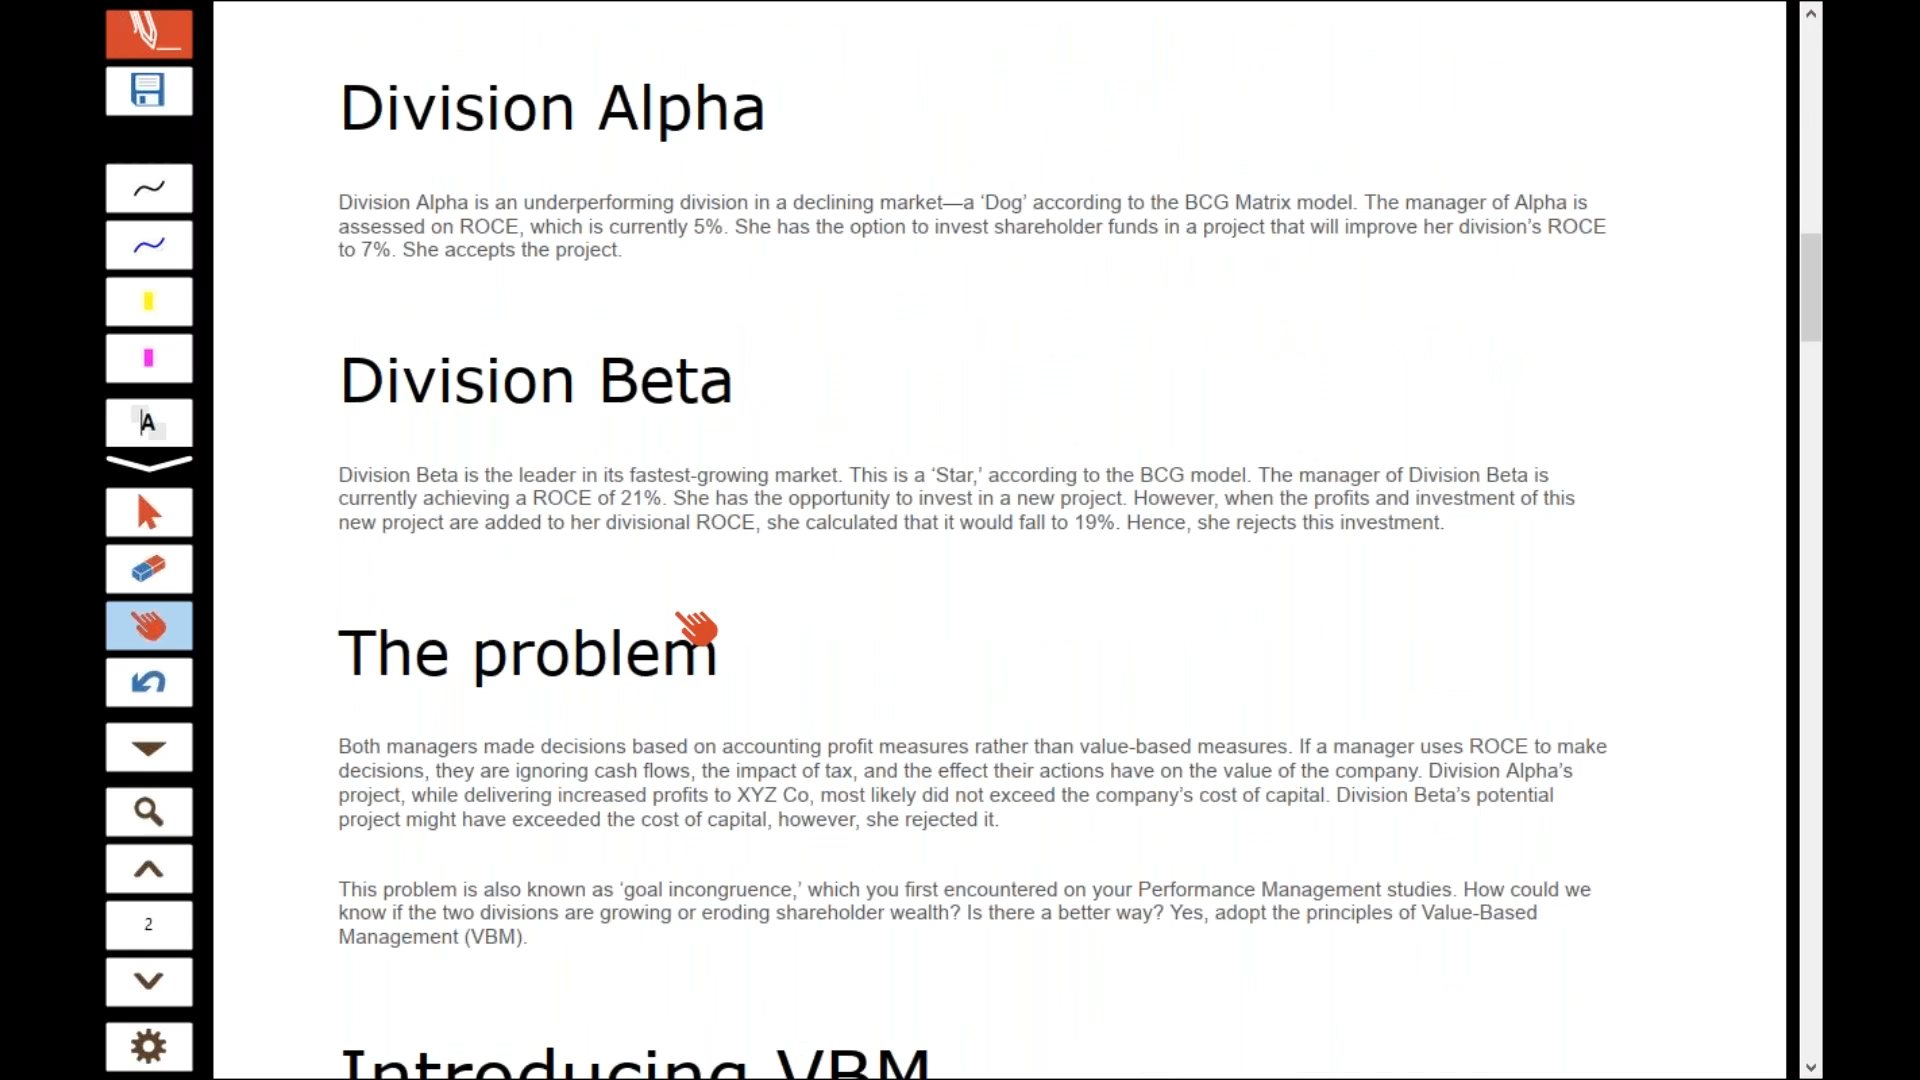 Division Alpha
Division Alpha is an underperforming division in a declining market—a ‘Dog’ according to the BCG Matrix model. The manager of Alpha is
assessed on ROCE, which is currently 5%. She has the option to invest shareholder funds in a project that will improve her division’s ROCE
to 7%. She accepts the project.
Division Beta
Division Beta is the leader in its fastest-growing market. This is a ‘Star,’ according to the BCG model. The manager of Division Beta is
currently achieving a ROCE of 21%. She has the opportunity to invest in a new project. However, when the profits and investment of this
new project are added to her divisional ROCE, she calculated that it would fall to 19%. Hence, she rejects this investment.
The problem
Both managers made decisions based on accounting profit measures rather than value-based measures. If a manager uses ROCE to make
decisions, they are ignoring cash flows, the impact of tax, and the effect their actions have on the value of the company. Division Alpha’s
project, while delivering increased profits to XYZ Co, most likely did not exceed the company’s cost of capital. Division Beta’s potential
project might have exceeded the cost of capital, however, she rejected it.
This problem is also known as ‘goal incongruence,’ which you first encountered on your Performance Management studies. How could we
know if the two divisions are growing or eroding shareholder wealth? Is there a better way? Yes, adopt the principles of Value-Based
Management (VBM).
Introducing VBM
A
2